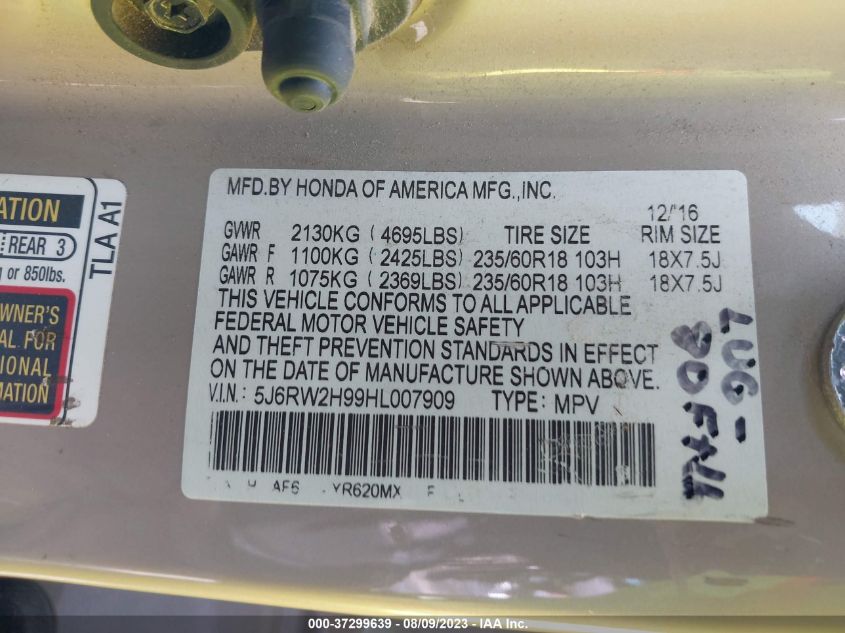 ATION
REAR 3
or 850lbs.
TLA A1
WNER'S
AL FOR
IONAL
MATION
MFD.BY HONDA OF AMERICA MFG.,INC.
12/'16
GVWR 2130KG (4695LBS) TIRE SIZE RIM SIZE
GAWR F 1100KG (2425LBS) 235/60R18 103H 18X7.5J
GAWR R 1075KG (2369LBS) 235/60R18 103H 18X7.5J
THIS VEHICLE CONFORMS TO ALL APPLICABLE
FEDERAL MOTOR VEHICLE SAFETY
AND THEFT PREVENTION STANDARDS IN EFFECT
ON THE DATE OF MANUFACTURE SHOWN ABOVE.
V.I.N.: 5J6RW2H99HL007909 TYPE: MPV
A H AF6 YR620MX F L
000-37299639 - 08/09/2023 - IAA Inc.